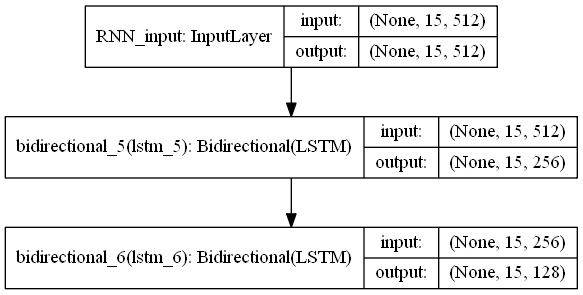 RNN_input: InputLayer
input: (None, 15, 512)
output: (None, 15, 512)
bidirectional_5(lstm_5): Bidirectional(LSTM)
input: (None, 15, 512)
output: (None, 15, 256)
bidirectional_6(lstm_6): Bidirectional(LSTM)
input: (None, 15, 256)
output: (None, 15, 128)